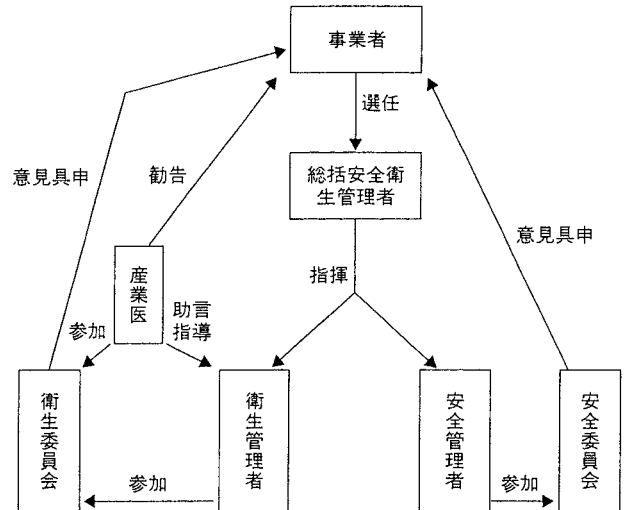 事業者
選任
総括安全衛
生管理者
意見具申
勧告
意見具申
産業医
指揮
助言
指導
参加
衛生委員会
衛生管理者
安全管理者
安全委員会
参加
参加